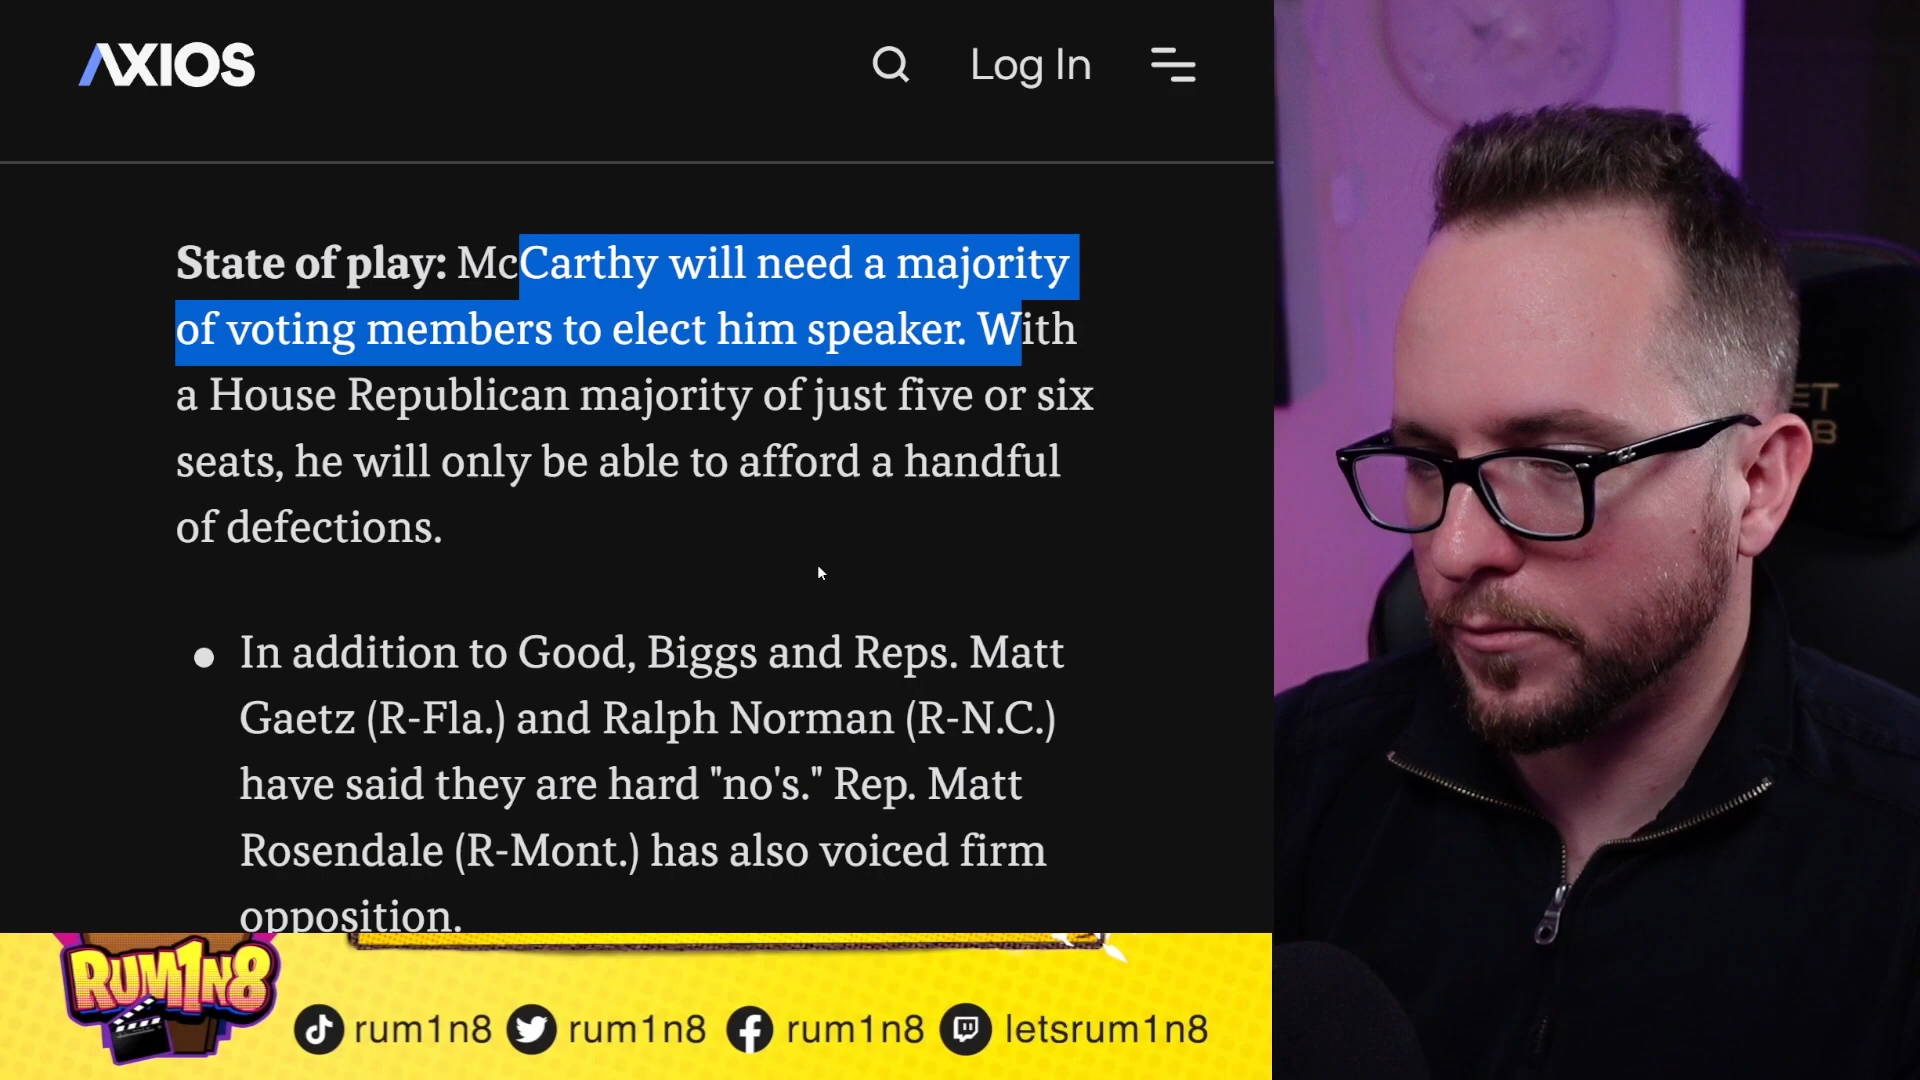 AXIOS
Log In
State of play: McCarthy will need a majority
of voting members to elect him speaker. With
a House Republican majority of just five or six
seats, he will only be able to afford a handful
of defections.
In addition to Good, Biggs and Reps. Matt
Gaetz (R-Fla.) and Ralph Norman (R-N.C.)
have said they are hard "no's." Rep. Matt
Rosendale (R-Mont.) has also voiced firm
opposition.
RUM1N8
rum1n8
rum1n8
rum1n8
letsrum1n8